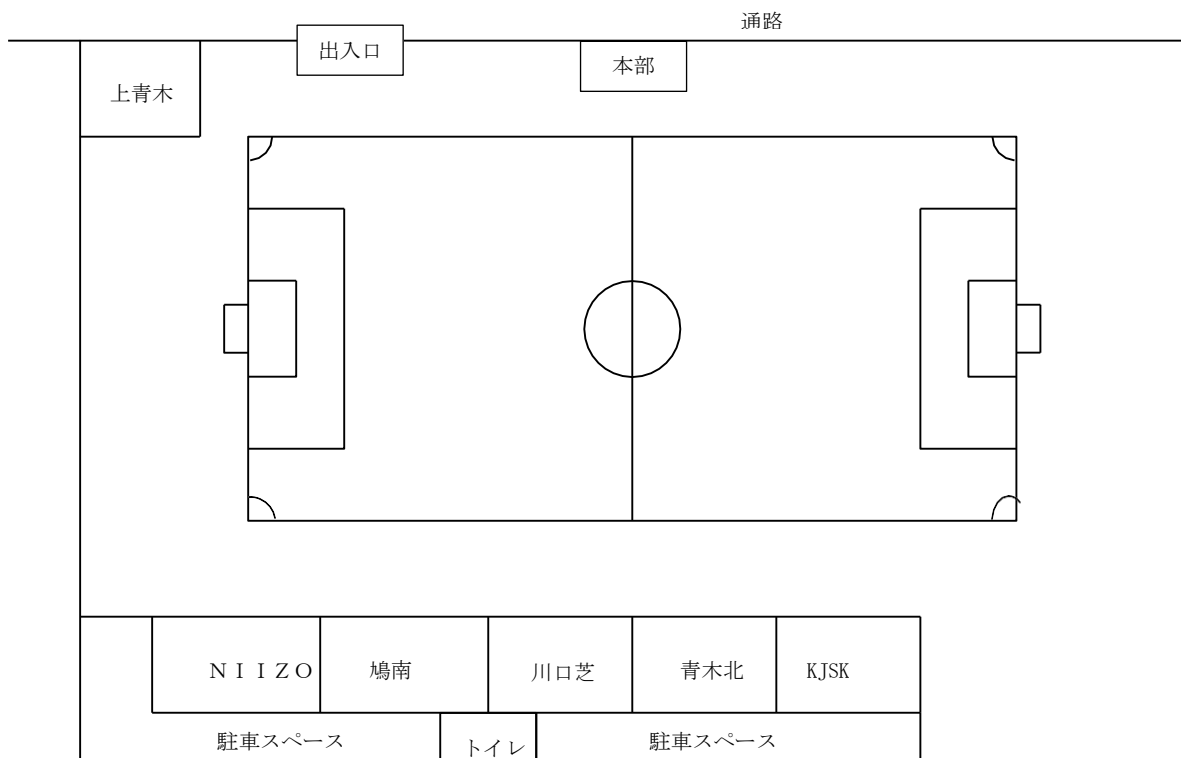 通路
出入口
本部
上青木
ＮＩＩＺＯ
鳩南
川口芝
青木北
KJSK
駐車スペース
トイレ
駐車スペース